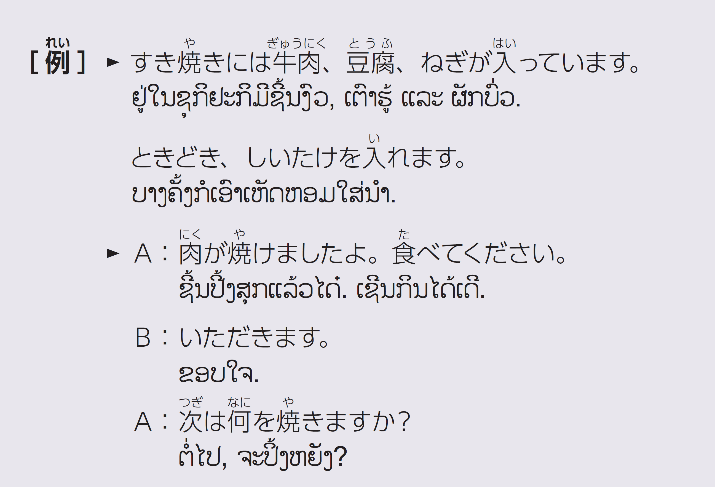 [例] ► すき焼きには牛肉、豆腐、ねぎが入っています。
ຢູ່ໃນຊຸກິຢະກິມີຊີ້ນງົວ, ເຕົາຮູ້ ແລະ ຜັກບົ່ວ.
ときどき、しいたけを入れます。
ບາງຄັ້ງກໍເອົາເຫັດຫອມໃສ່ນຳ.
► A：肉が焼けましたよ。食べてください。
ຊີ້ນປີ້ງສຸກແລ້ວໄດ໋. ເຊີນກິນໄດ້ເດີ.
B：いただきます。
ຂອບໃຈ.
A：次は何を焼きますか?
ຕໍ່ໄປ, ຈະປີ້ງຫຍັງ?